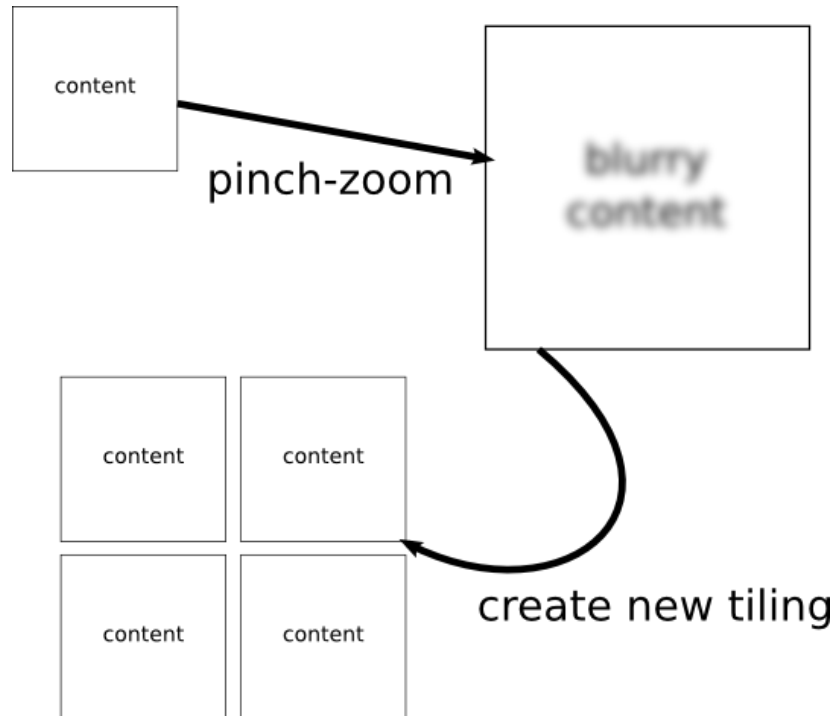 content
pinch-zoom
blurry
content
content
content
create new tiling
content
content